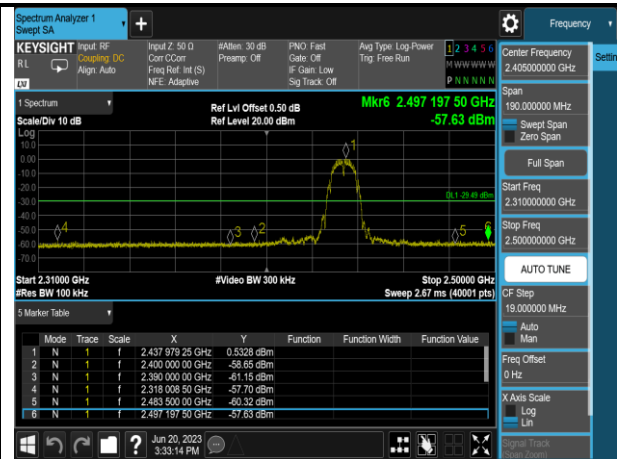 Spectrum Analyzer 1
Swept SA
+
Frequency
KEYSIGHT
RL
LXI
Input: RF
Coupling: DC
Align: Auto
Input Z: 50 Ω
Corr CCorr
Freq Ref: Int (S)
NFE: Adaptive
#Atten: 30 dB
Preamp: Off
PNO: Fast
Gate: Off
IF Gain: Low
Sig Track: Off
Avg Type: Log-Power
Trig: Free Run
1 2 3 4 5 6
M W W W W W
P N N N N N
1 Spectrum
Scale/Div 10 dB
Ref Lvl Offset 0.50 dB
Ref Level 20.00 dBm
Mkr6 2.497 197 50 GHz
-57.63 dBm
Log
10.0
0.00
-10.0
-20.0
-30.0
-40.0
-50.0
-60.0
-70.0
1
DL1 -29.49 dBm
4
3
2
5
6
Start 2.31000 GHz
#Video BW 300 kHz
Stop 2.50000 GHz
#Res BW 100 kHz
Sweep 2.67 ms (40001 pts)
5 Marker Table
Mode Trace Scale X Y Function Function Width Function Value
1 N 1 f 2.437 979 25 GHz 0.5328 dBm
2 N 1 f 2.400 000 00 GHz -58.65 dBm
3 N 1 f 2.390 000 00 GHz -61.15 dBm
4 N 1 f 2.318 008 50 GHz -57.70 dBm
5 N 1 f 2.483 500 00 GHz -60.32 dBm
6 N 1 f 2.497 197 50 GHz -57.63 dBm
?
Jun 20, 2023
3:33:14 PM
Center Frequency
2.405000000 GHz
Settin
Span
190.000000 MHz
Swept Span
Zero Span
Full Span
Start Freq
2.310000000 GHz
Stop Freq
2.500000000 GHz
AUTO TUNE
CF Step
19.000000 MHz
Auto
Man
Freq Offset
0 Hz
X Axis Scale
Log
Lin
Signal Track
(Span Zoom)